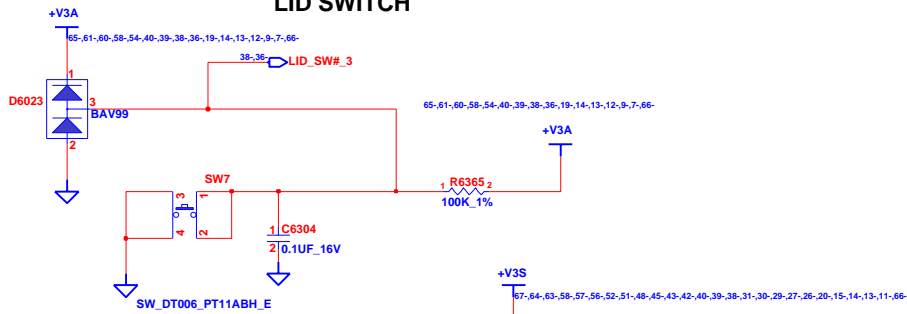 LID SWITCH
+V3A
65-,61-,60-,58-,54-,40-,39-,38-,36-,19-,14-,13-,12-,9-,7-,66-
38-,36-
LID_SW#_3
1
D6023
3
BAV99
2
65-,61-,60-,58-,54-,40-,39-,38-,36-,19-,14-,13-,12-,9-,7-,66-
+V3A
SW7
1 R6365 2
100K_1%
3 1
4 2
1 C6304
2 0.1UF_16V
SW_DT006_PT11ABH_E
+V3S
67-,64-,63-,58-,57-,56-,52-,51-,48-,45-,43-,42-,40-,39-,38-,31-,30-,29-,27-,26-,20-,15-,14-,13-,11-,66-